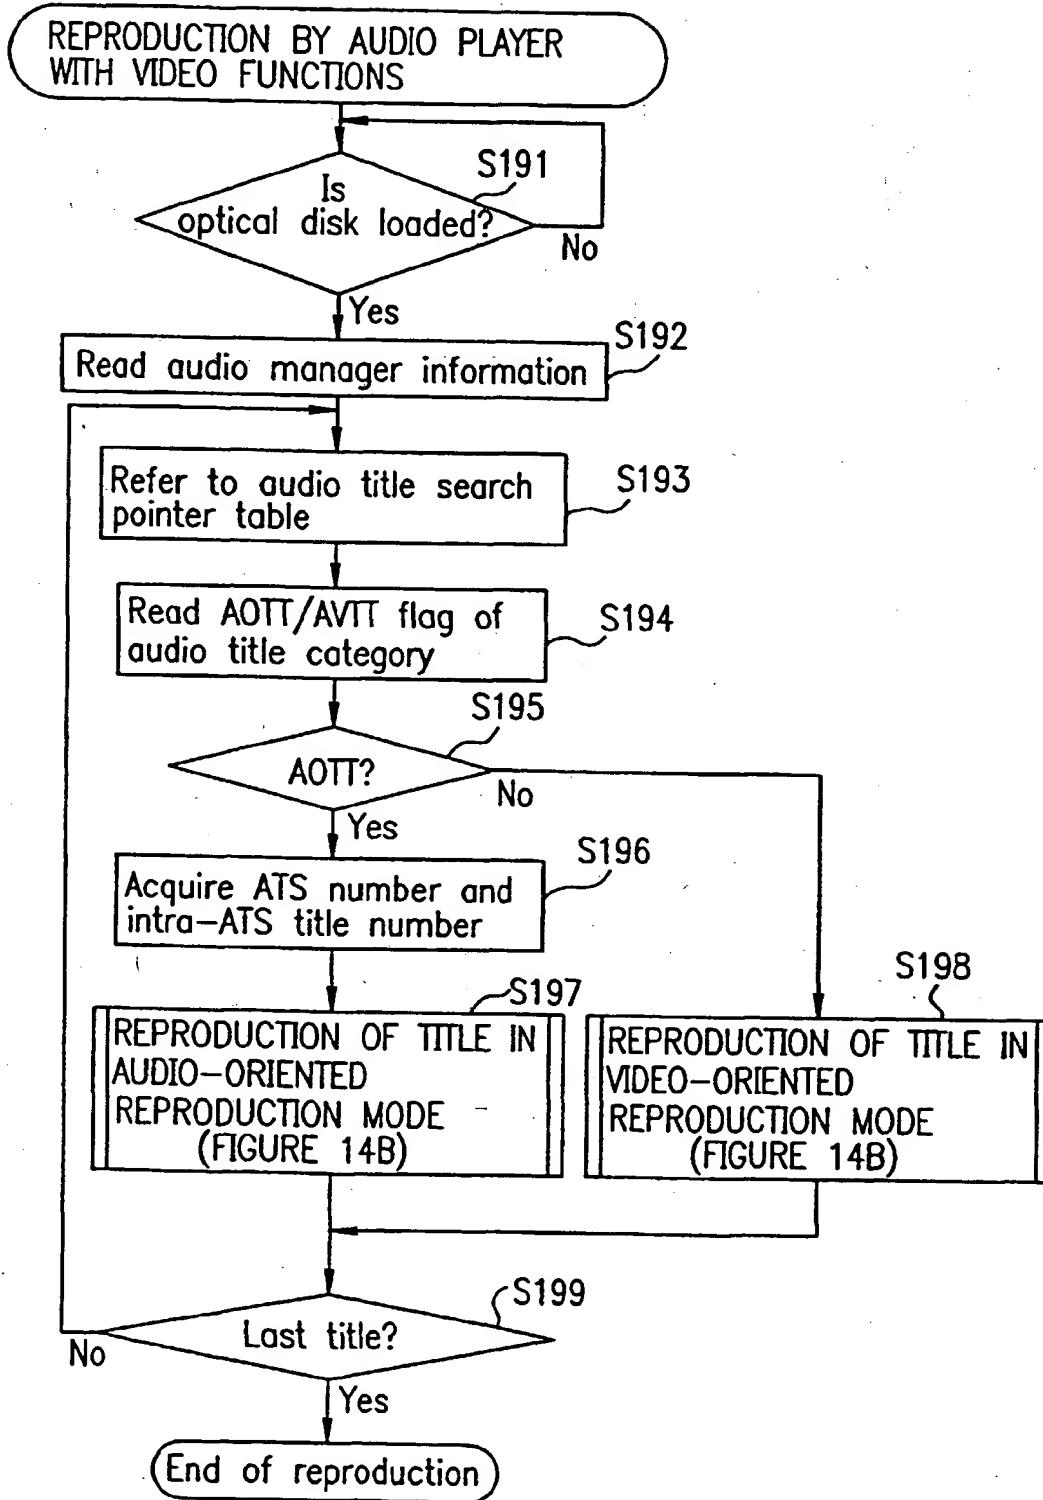 REPRODUCTION BY AUDIO PLAYER
WITH VIDEO FUNCTIONS
S191
Is
optical disk loaded?
No
Yes
S192
Read audio manager information
Refer to audio title search
pointer table
S193
Read AOTT/AVTT flag of
audio title category
S194
S195
AOTT?
No
Yes
S196
Acquire ATS number and
intra-ATS title number
S197
S198
REPRODUCTION OF TITLE IN
AUDIO-ORIENTED
REPRODUCTION MODE
(FIGURE 14B)
REPRODUCTION OF TITLE IN
VIDEO-ORIENTED
REPRODUCTION MODE
(FIGURE 14B)
S199
Last title?
No
Yes
End of reproduction